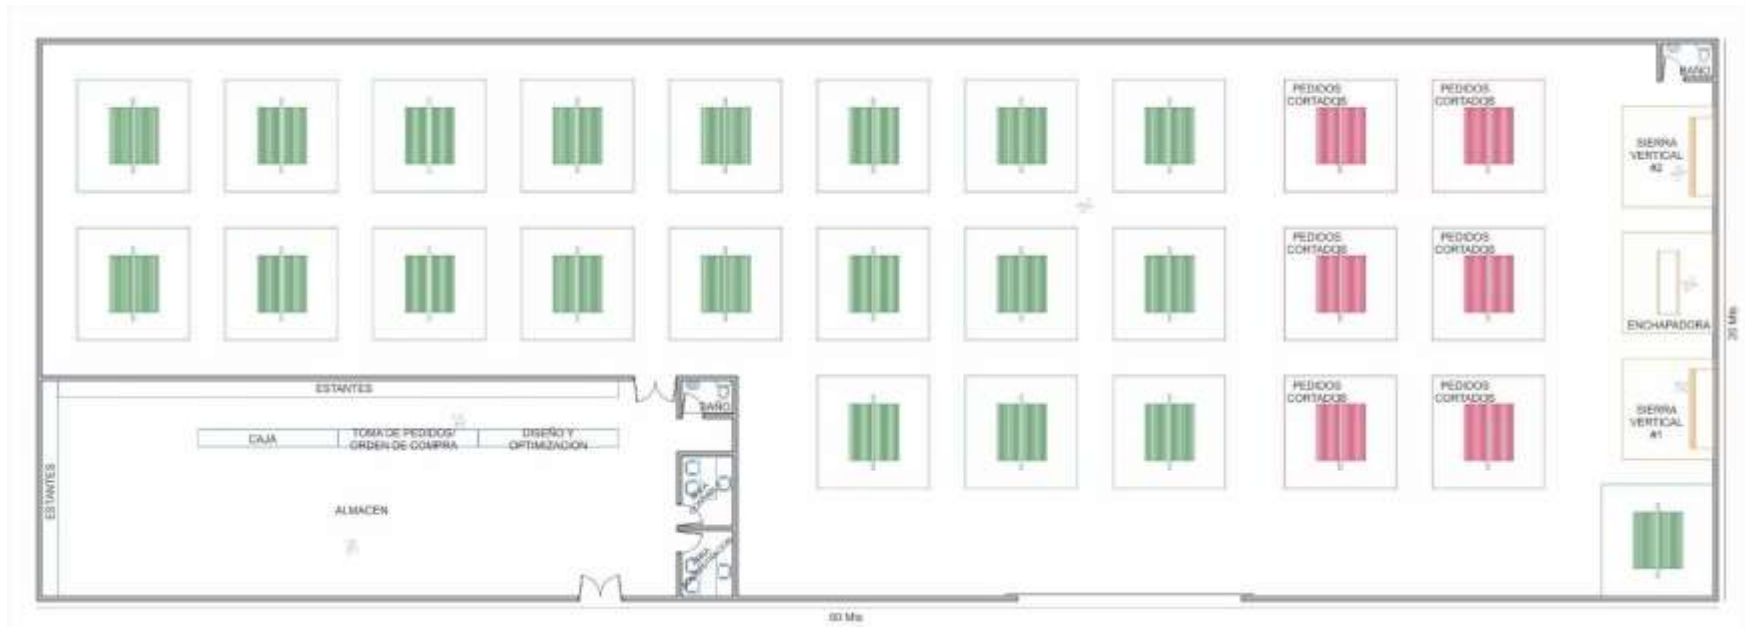 BAÑO
PEDIDOS
CORTADOS
PEDIDOS
CORTADOS
SIERRA
VERTICAL
#2
PEDIDOS
CORTADOS
PEDIDOS
CORTADOS
ENCHAPADORA
20 Mts
PEDIDOS
CORTADOS
PEDIDOS
CORTADOS
SIERRA
VERTICAL
#1
ESTANTES
BAÑO
CAJA
TOMA DE PEDIDOS/
ORDEN DE COMPRA
DISEÑO Y
OPTIMIZACION
ESTANTES
ALMACEN
60 Mts